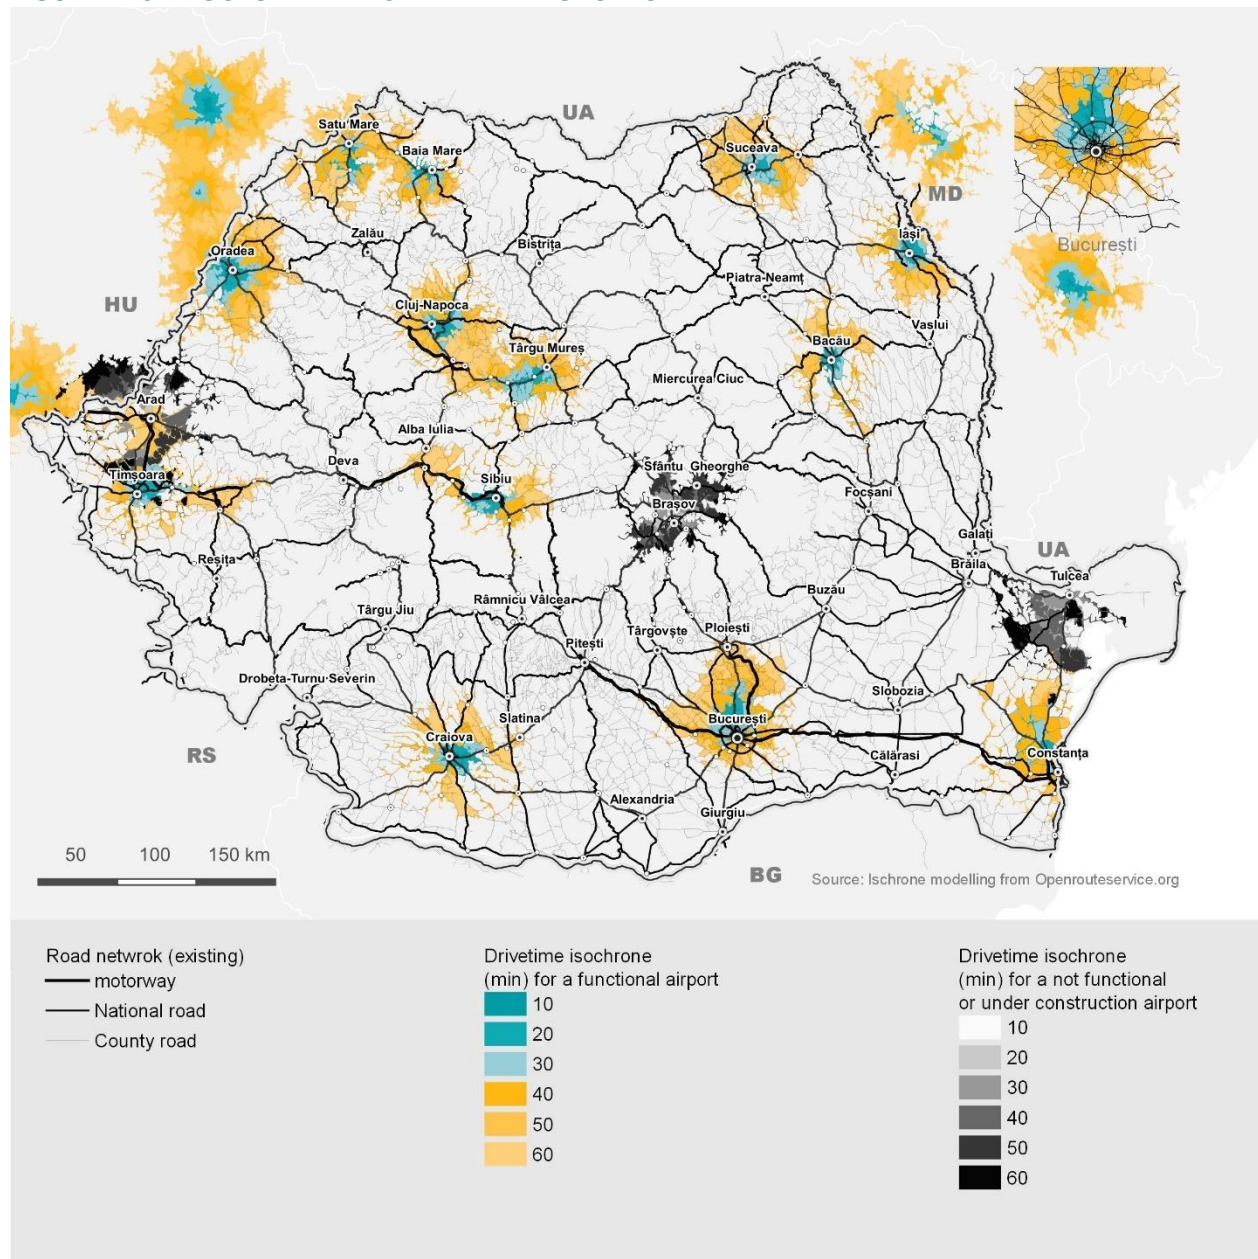 UA
Satu Mare
Baia Mare
Suceava
MD
Iași
București
Zalău
Bistrița
Oradea
Piatra-Neamț
HU
Cluj-Napoca
Vaslui
Târgu Mureș
Bacău
Miercurea Ciuc
Arad
Alba Iulia
Deva
Sfântu Gheorghe
Timșoara
Sibiu
Focșani
Brașov
Galați
UA
Reșița
Brăila
Tulcea
Buzău
Târgu Jiu
Râmnicu Vâlcea
Târgovște
Ploiești
Pitești
Drobeta-Turnu Severin
Slobozia
Slatina
București
Craiova
RS
Călărasi
Constanța
Alexandria
Giurgiu
50 100 150 km
BG
Source: Ischrone modelling from Openrouteservice.org
Road netwrok (existing)
motorway
National road
County road
Drivetime isochrone
(min) for a functional airport
10
20
30
40
50
60
Drivetime isochrone
(min) for a not functional
or under construction airport
10
20
30
40
50
60